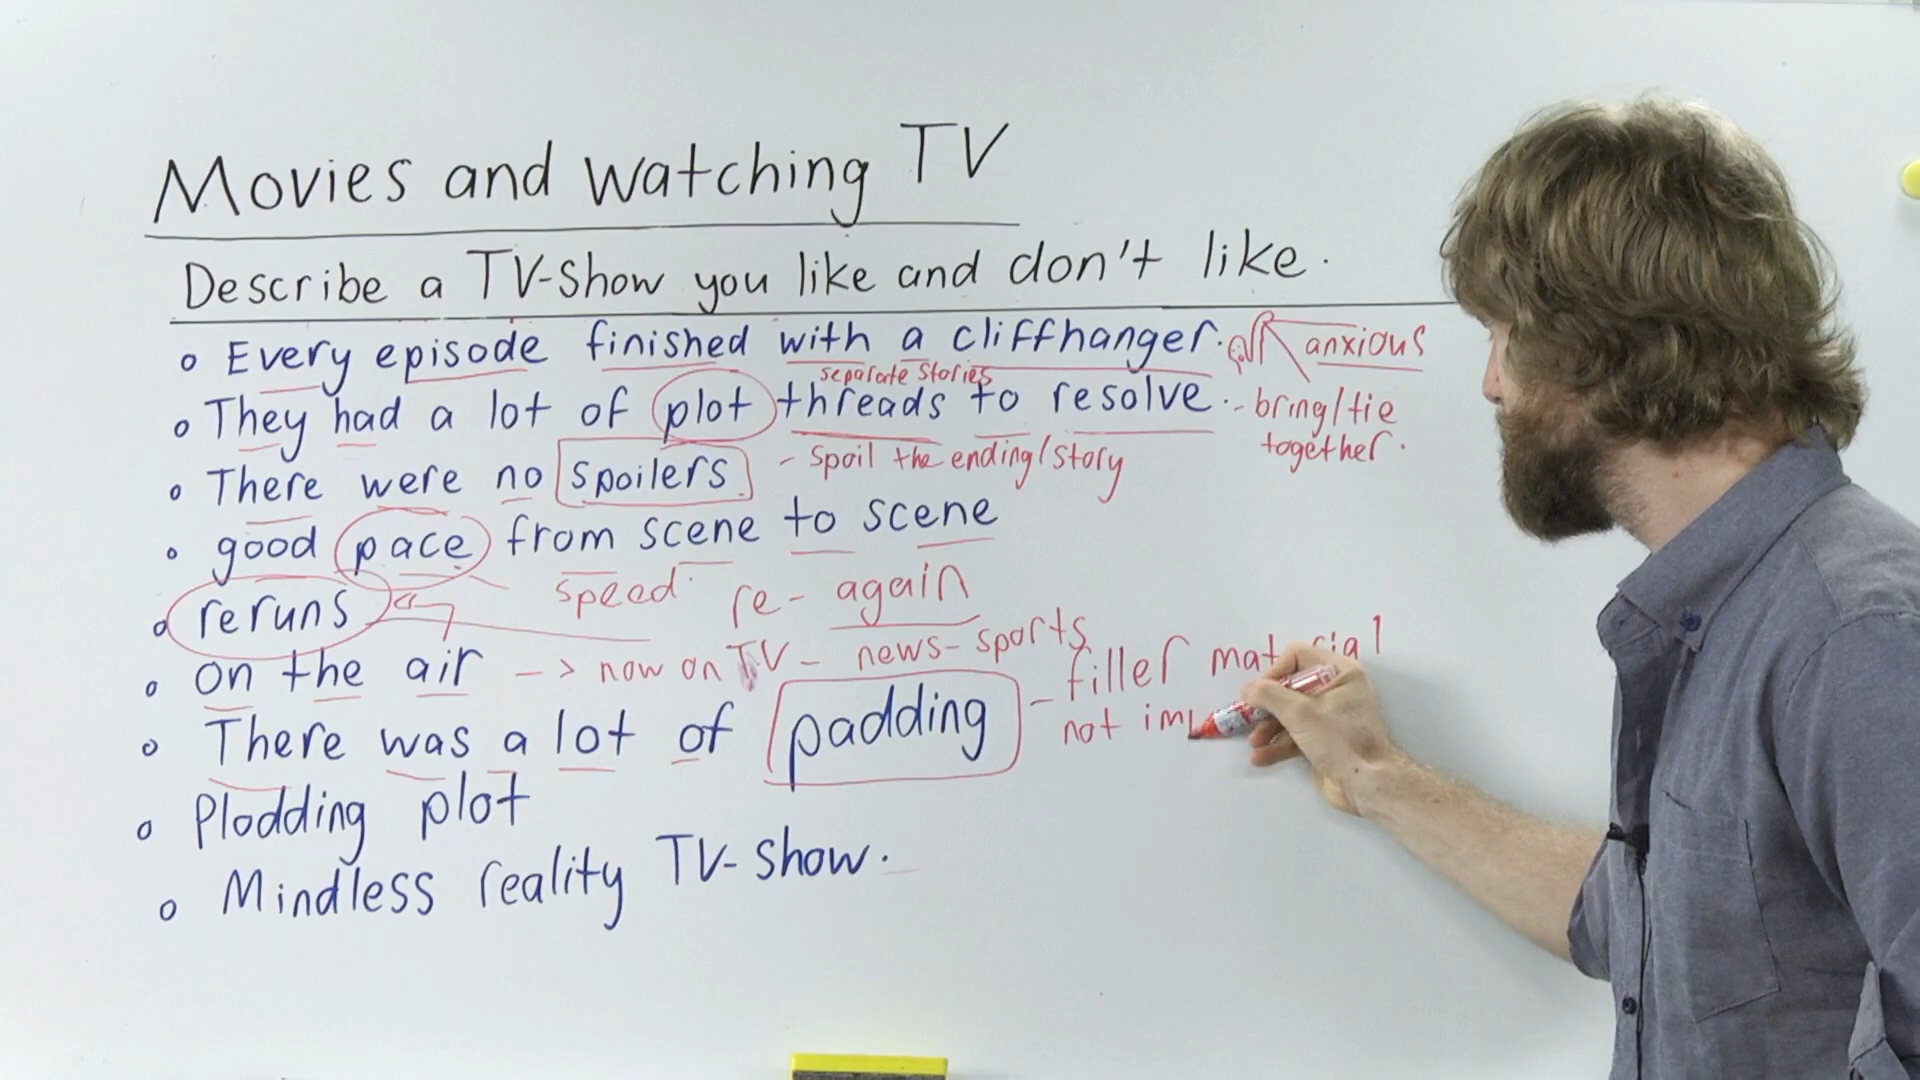 Movies and watching TV
Describe a TV-Show you like and don't like.
Every episode finished with a cliffhanger. anxious
separate stories
They had a lot of plot threads to resolve. - bring/tie
together.
There were no spoilers - spoil the ending/story
good pace from scene to scene
speed re- again
reruns
on the air -> now on TV - news - sports
There was a lot of padding - filler material
not imp
Plodding plot
Mindless reality TV-show.